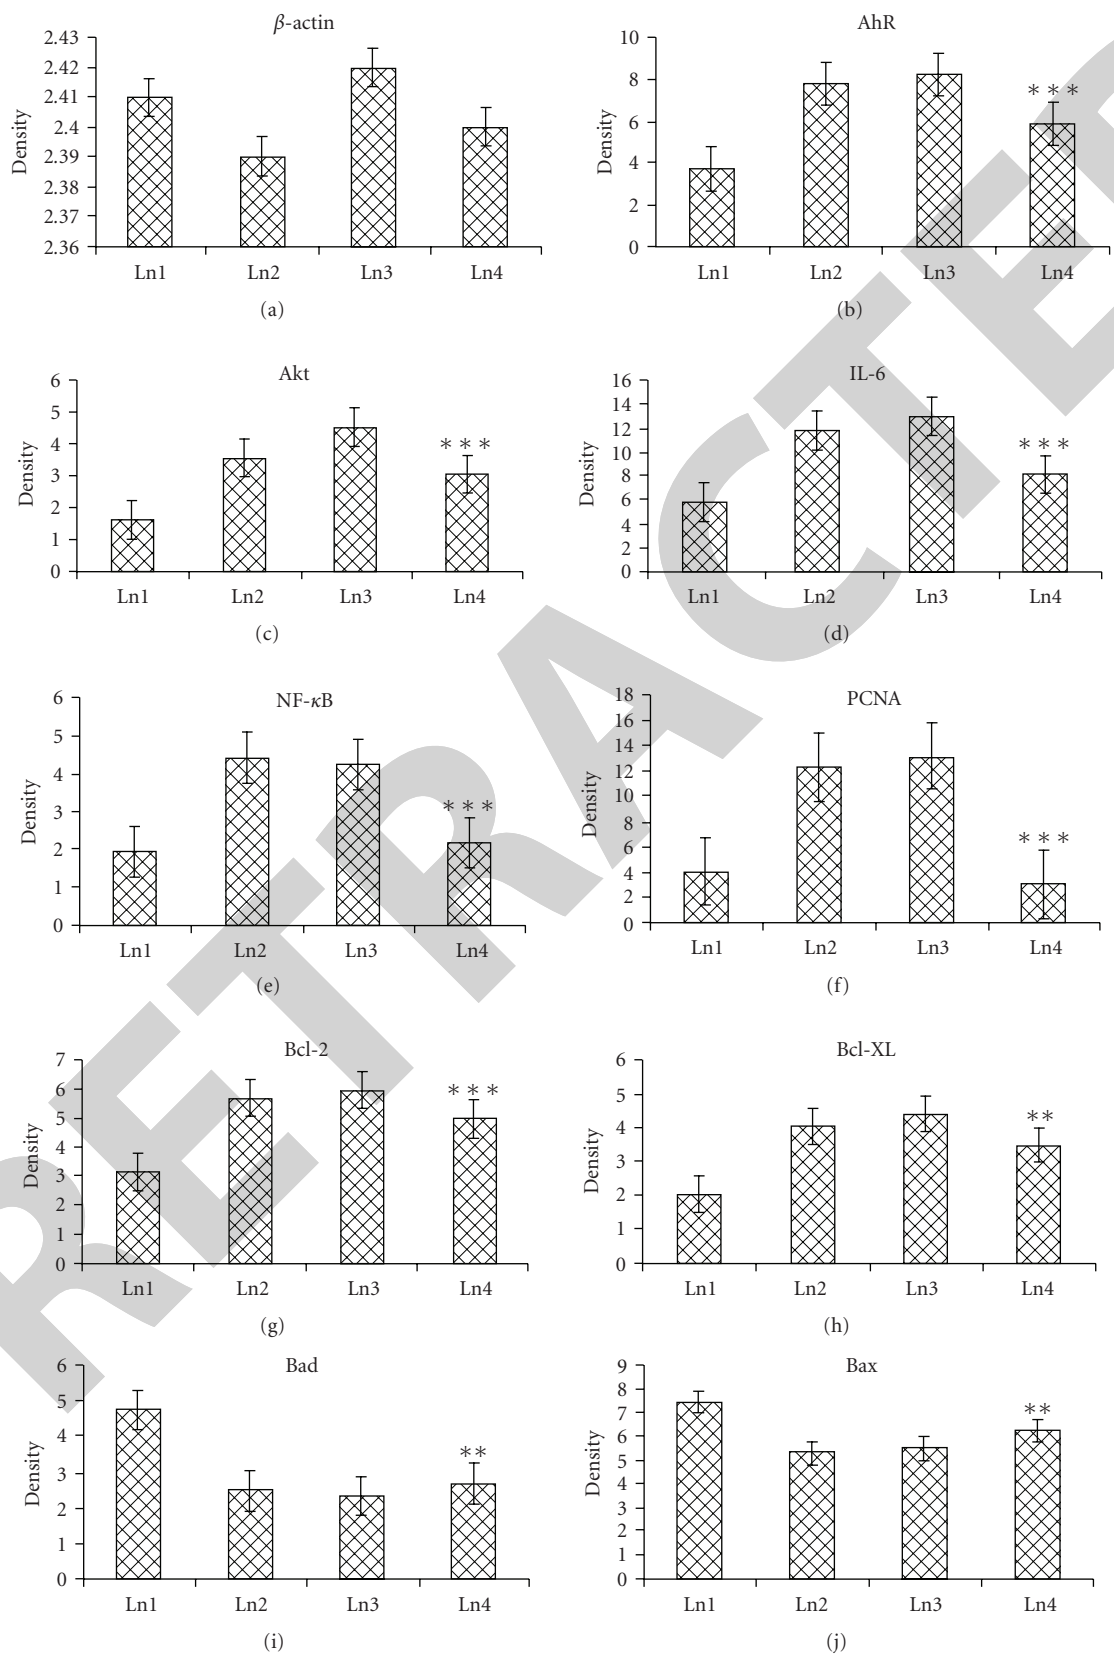 β-actin
2.43
2.42
2.41
2.4
2.39
2.38
2.37
2.36
Density
Ln1 Ln2 Ln3 Ln4
(a)
AhR
10
8
6
4
2
0
Density
***
Ln1 Ln2 Ln3 Ln4
(b)
Akt
6
5
4
3
2
1
0
Density
***
Ln1 Ln2 Ln3 Ln4
(c)
IL-6
16
14
12
10
8
6
4
2
0
Density
***
Ln1 Ln2 Ln3 Ln4
(d)
NF-κB
6
5
4
3
2
1
0
Density
***
Ln1 Ln2 Ln3 Ln4
(e)
PCNA
18
16
14
12
10
8
6
4
2
0
Density
***
Ln1 Ln2 Ln3 Ln4
(f)
Bcl-2
7
6
5
4
3
2
1
0
Density
***
Ln1 Ln2 Ln3 Ln4
(g)
Bcl-XL
6
5
4
3
2
1
0
Density
**
Ln1 Ln2 Ln3 Ln4
(h)
Bad
6
5
4
3
2
1
0
Density
**
Ln1 Ln2 Ln3 Ln4
(i)
Bax
9
8
7
6
5
4
3
2
1
0
Density
**
Ln1 Ln2 Ln3 Ln4
(j)
RETRACTE